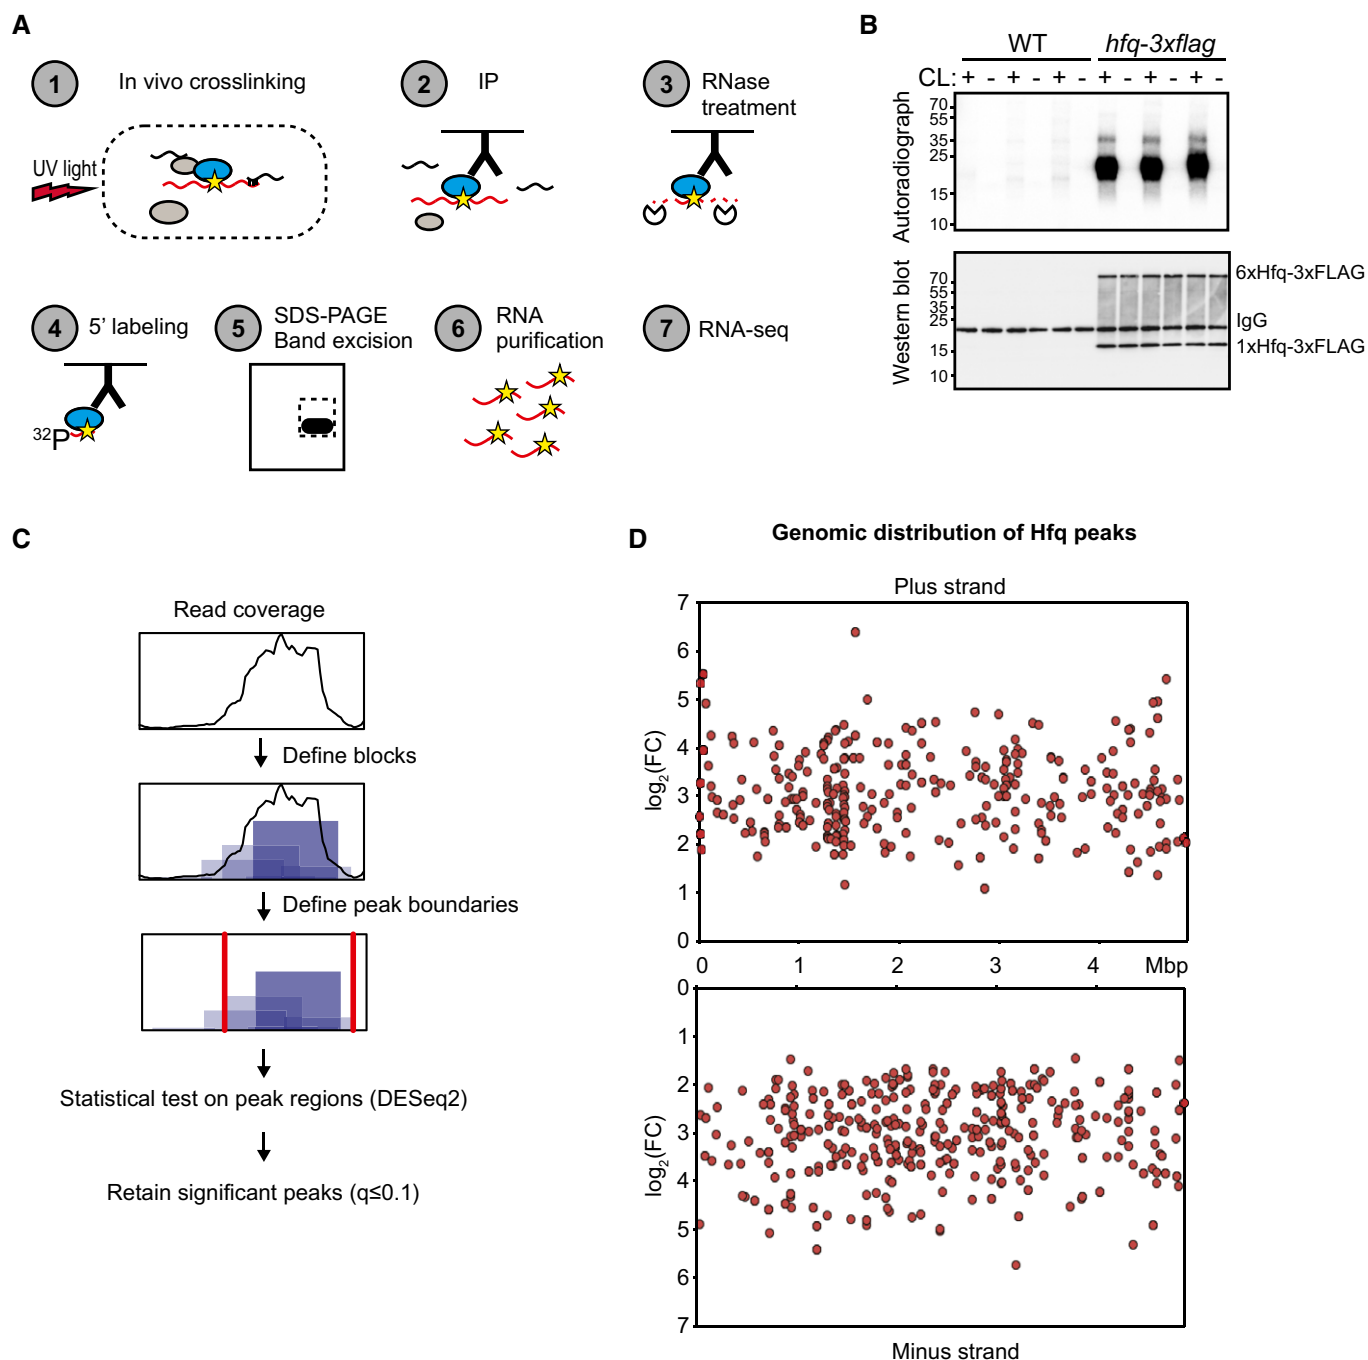 A
1 In vivo crosslinking
UV light
2 IP
3 RNase
treatment
4 5' labeling
32P
5 SDS-PAGE
Band excision
6 RNA
purification
7 RNA-seq
B
WT hfq-3xflag
CL: + - + - + - + - + - + -
Autoradiograph
70
55
35
25
15
10
Western blot
70
55
35
25
15
10
6xHfq-3xFLAG
IgG
1xHfq-3xFLAG
C
Read coverage
Define blocks
Define peak boundaries
Statistical test on peak regions (DESeq2)
Retain significant peaks (q≤0.1)
D
Genomic distribution of Hfq peaks
Plus strand
log2(FC)
7
6
5
4
3
2
1
0
0 1 2 3 4 Mbp
log2(FC)
0
1
2
3
4
5
6
7
Minus strand